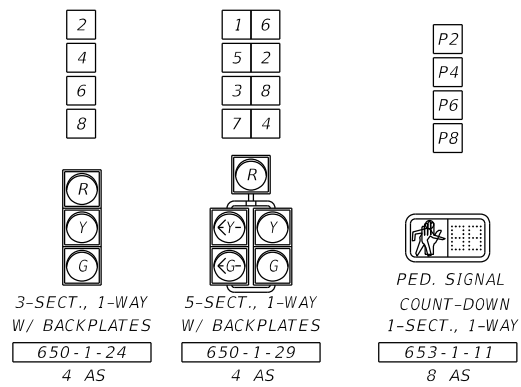 2
4
6
8
R
Y
G
3-SECT., 1-WAY
W/ BACKPLATES
650-1-24
4 AS
1 6
5 2
3 8
7 4
R
Y Y
G G
5-SECT., 1-WAY
W/ BACKPLATES
650-1-29
4 AS
P2
P4
P6
P8
PED. SIGNAL
COUNT-DOWN
1-SECT., 1-WAY
653-1-11
8 AS